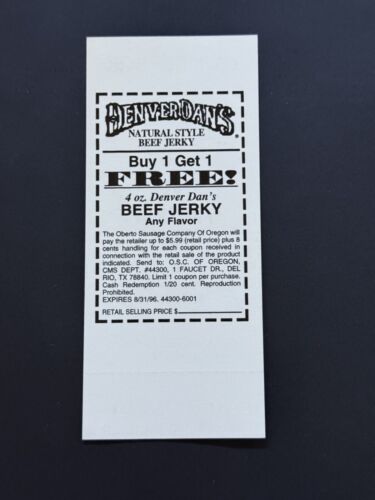 DENVER DAN'S
NATURAL STYLE
BEEF JERKY
Buy 1 Get 1
FREE!
4 oz. Denver Dan's
BEEF JERKY
Any Flavor
The Oberto Sausage Company Of Oregon will
pay the retailer up to $5.99 (retail price) plus 8
cents handling for each coupon received in
connection with the retail sale of the product
indicated. Send to: O.S.C. OF OREGON,
CMS DEPT. #44300, 1 FAUCET DR., DEL
RIO, TX 78840. Limit 1 coupon per purchase.
Cash Redemption 1/20 cent. Reproduction
Prohibited.
EXPIRES 8/31/96. 44300-6001
RETAIL SELLING PRICE $